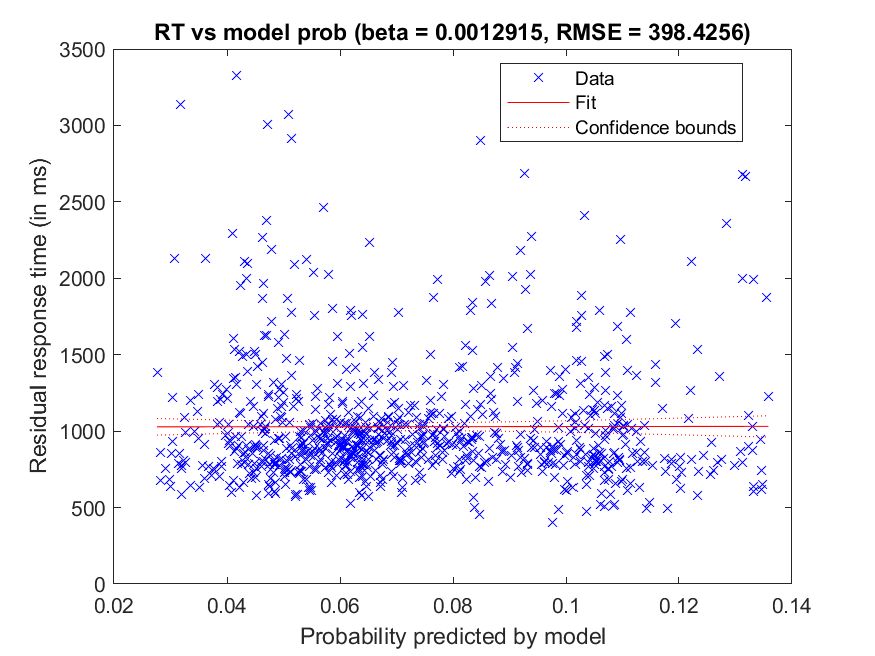 RT vs model prob (beta = 0.0012915, RMSE = 398.4256)
3500
3000
2500
2000
1500
1000
500
0
Residual response time (in ms)
Data
Fit
Confidence bounds
0.02 0.04 0.06 0.08 0.1 0.12 0.14
Probability predicted by model